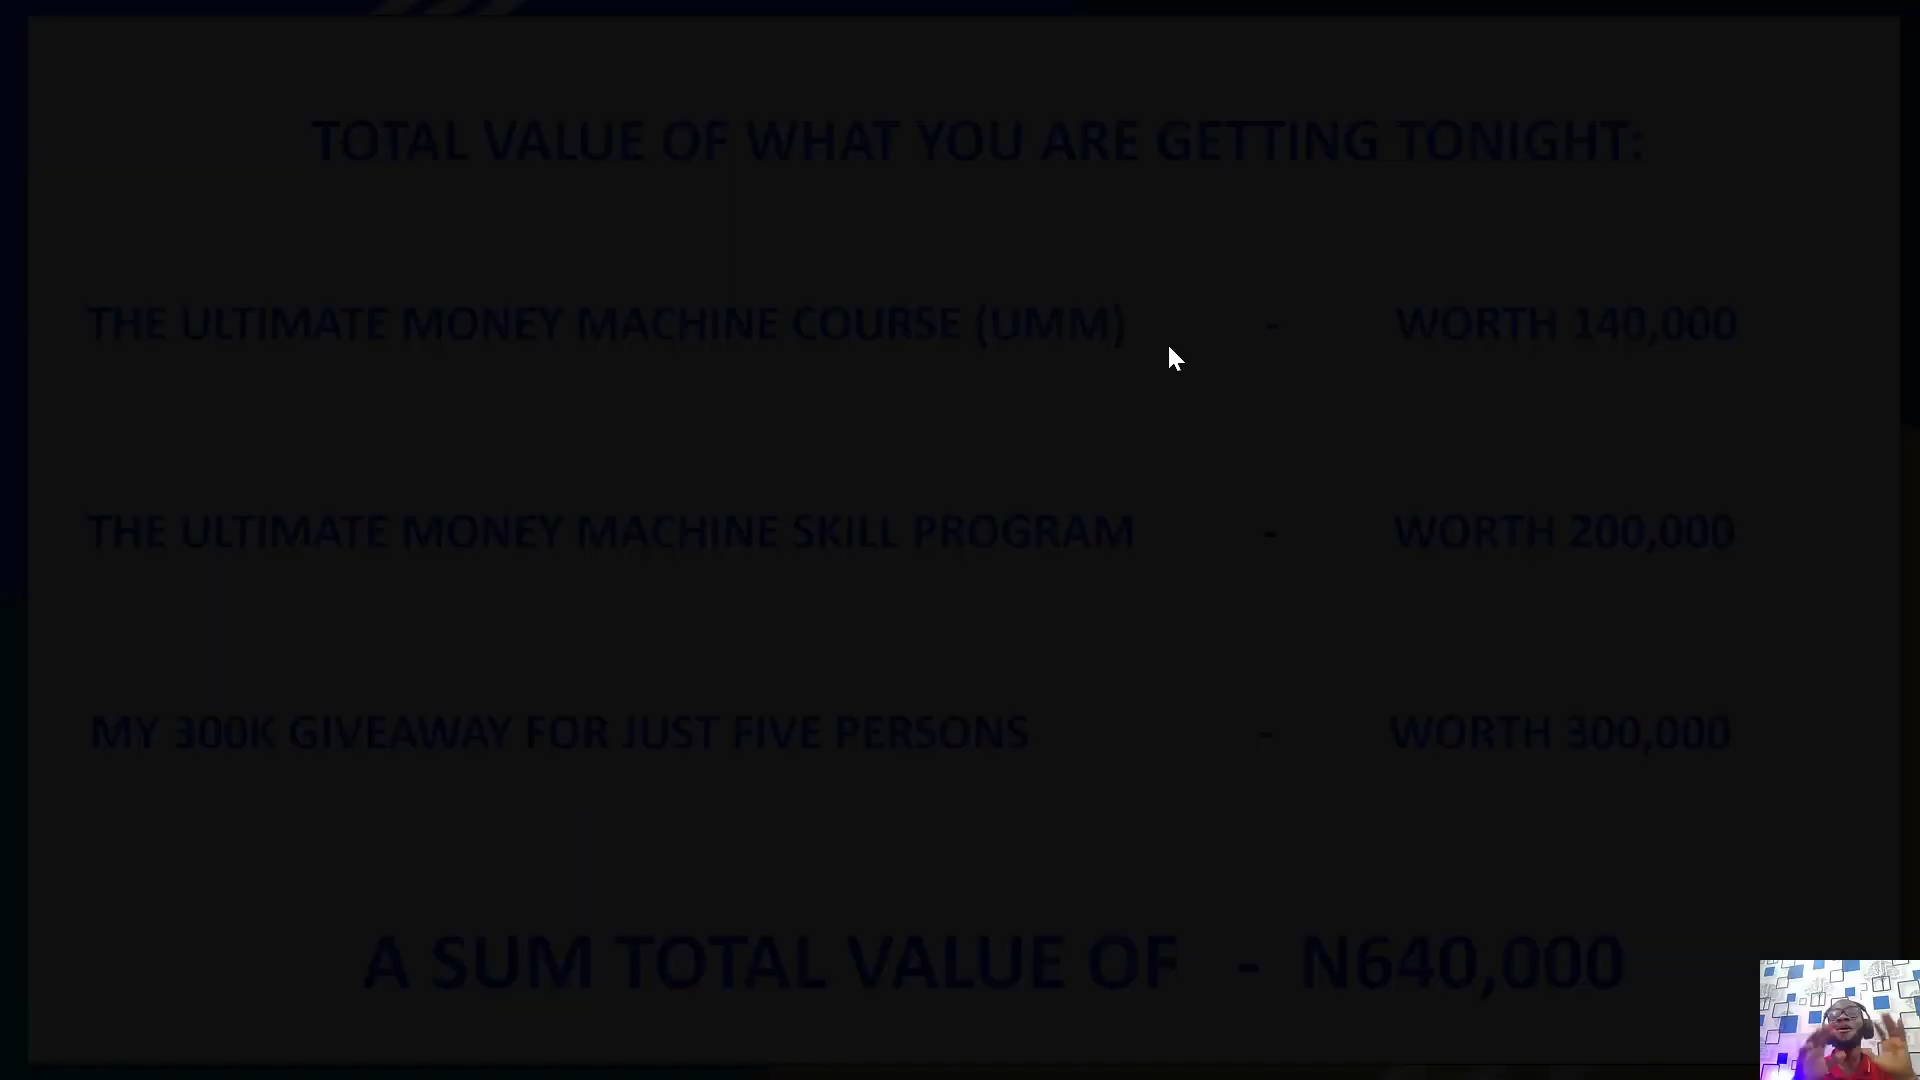 TOTAL VALUE OF WHAT YOU ARE GETTING TONIGHT:
THE ULTIMATE MONEY MACHINE COURSE (UMM) - WORTH 140,000
THE ULTIMATE MONEY MACHINE SKILL PROGRAM - WORTH 200,000
MY 300K GIVEAWAY FOR JUST FIVE PERSONS - WORTH 300,000
A SUM TOTAL VALUE OF - N640,000